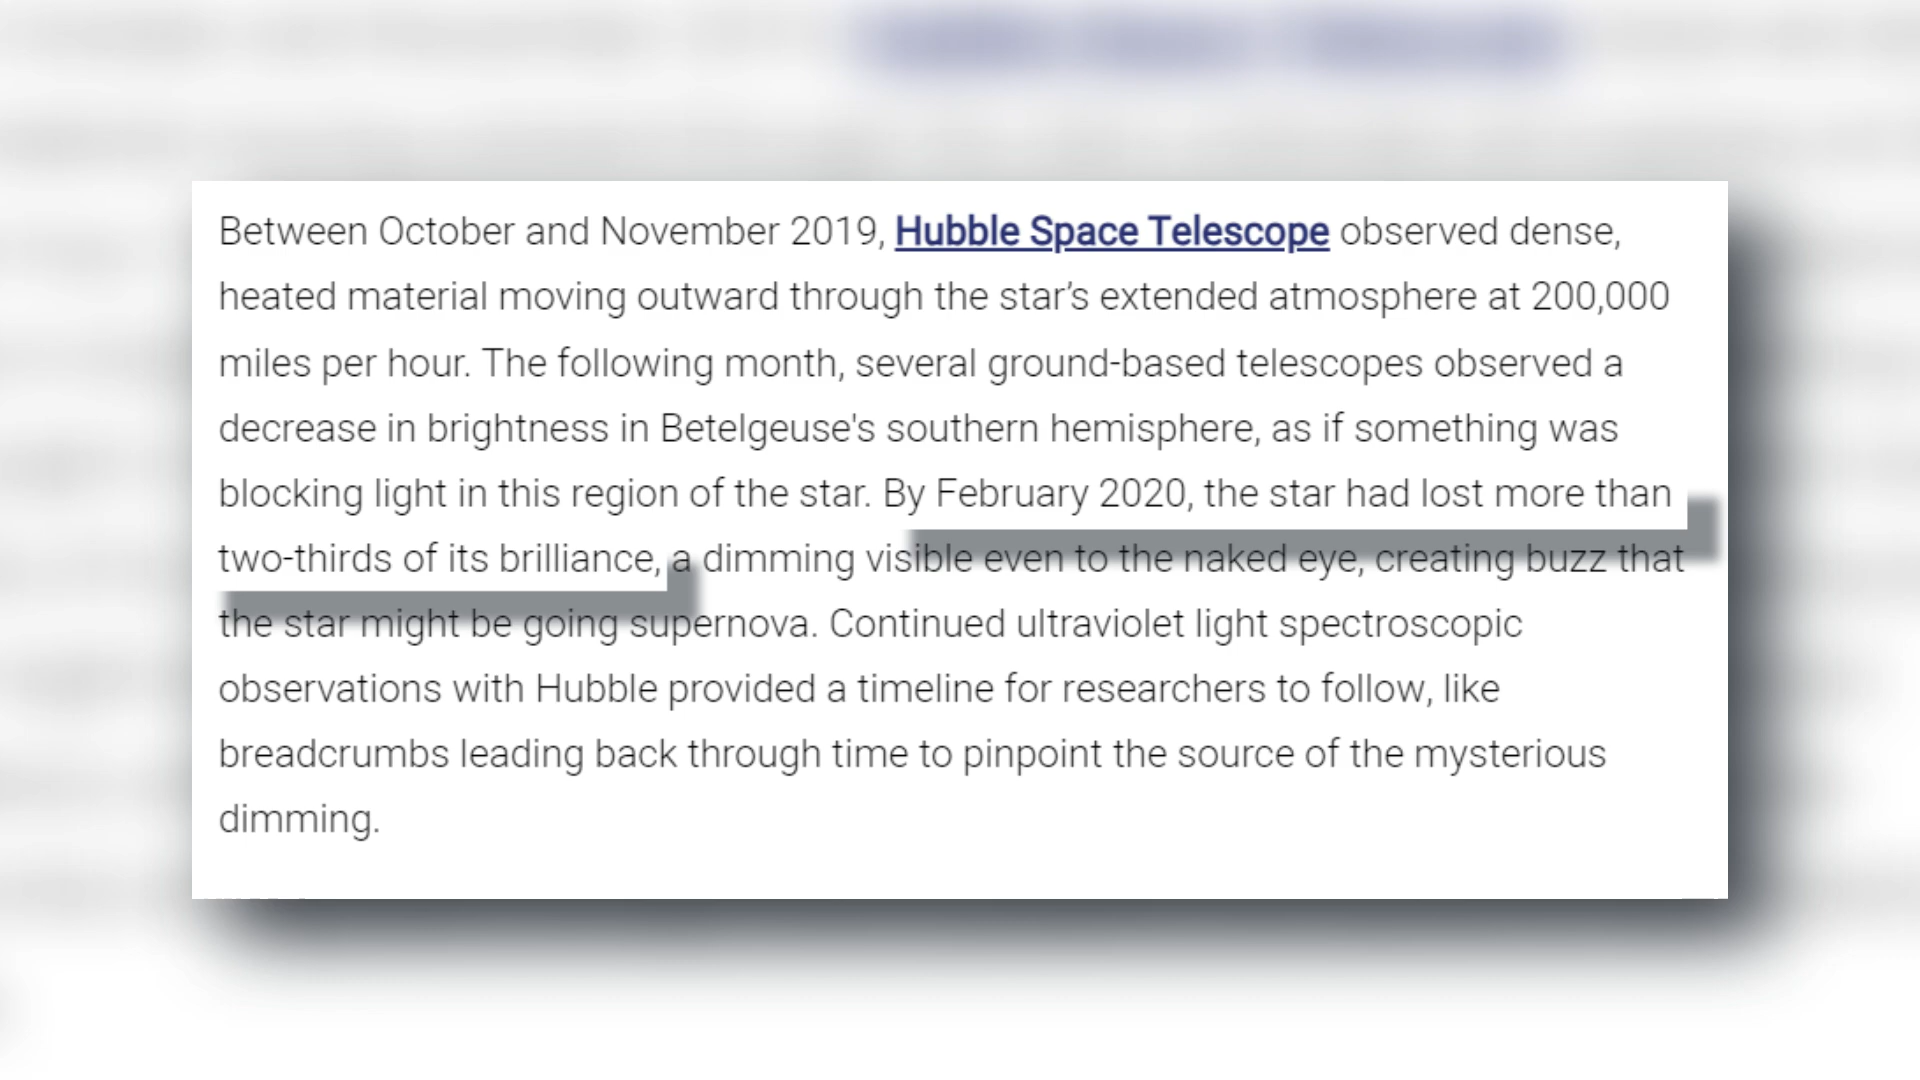 Between October and November 2019, Hubble Space Telescope observed dense,
heated material moving outward through the star’s extended atmosphere at 200,000
miles per hour. The following month, several ground-based telescopes observed a
decrease in brightness in Betelgeuse's southern hemisphere, as if something was
blocking light in this region of the star. By February 2020, the star had lost more than
two-thirds of its brilliance, a dimming visible even to the naked eye, creating buzz that
the star might be going supernova. Continued ultraviolet light spectroscopic
observations with Hubble provided a timeline for researchers to follow, like
breadcrumbs leading back through time to pinpoint the source of the mysterious
dimming.